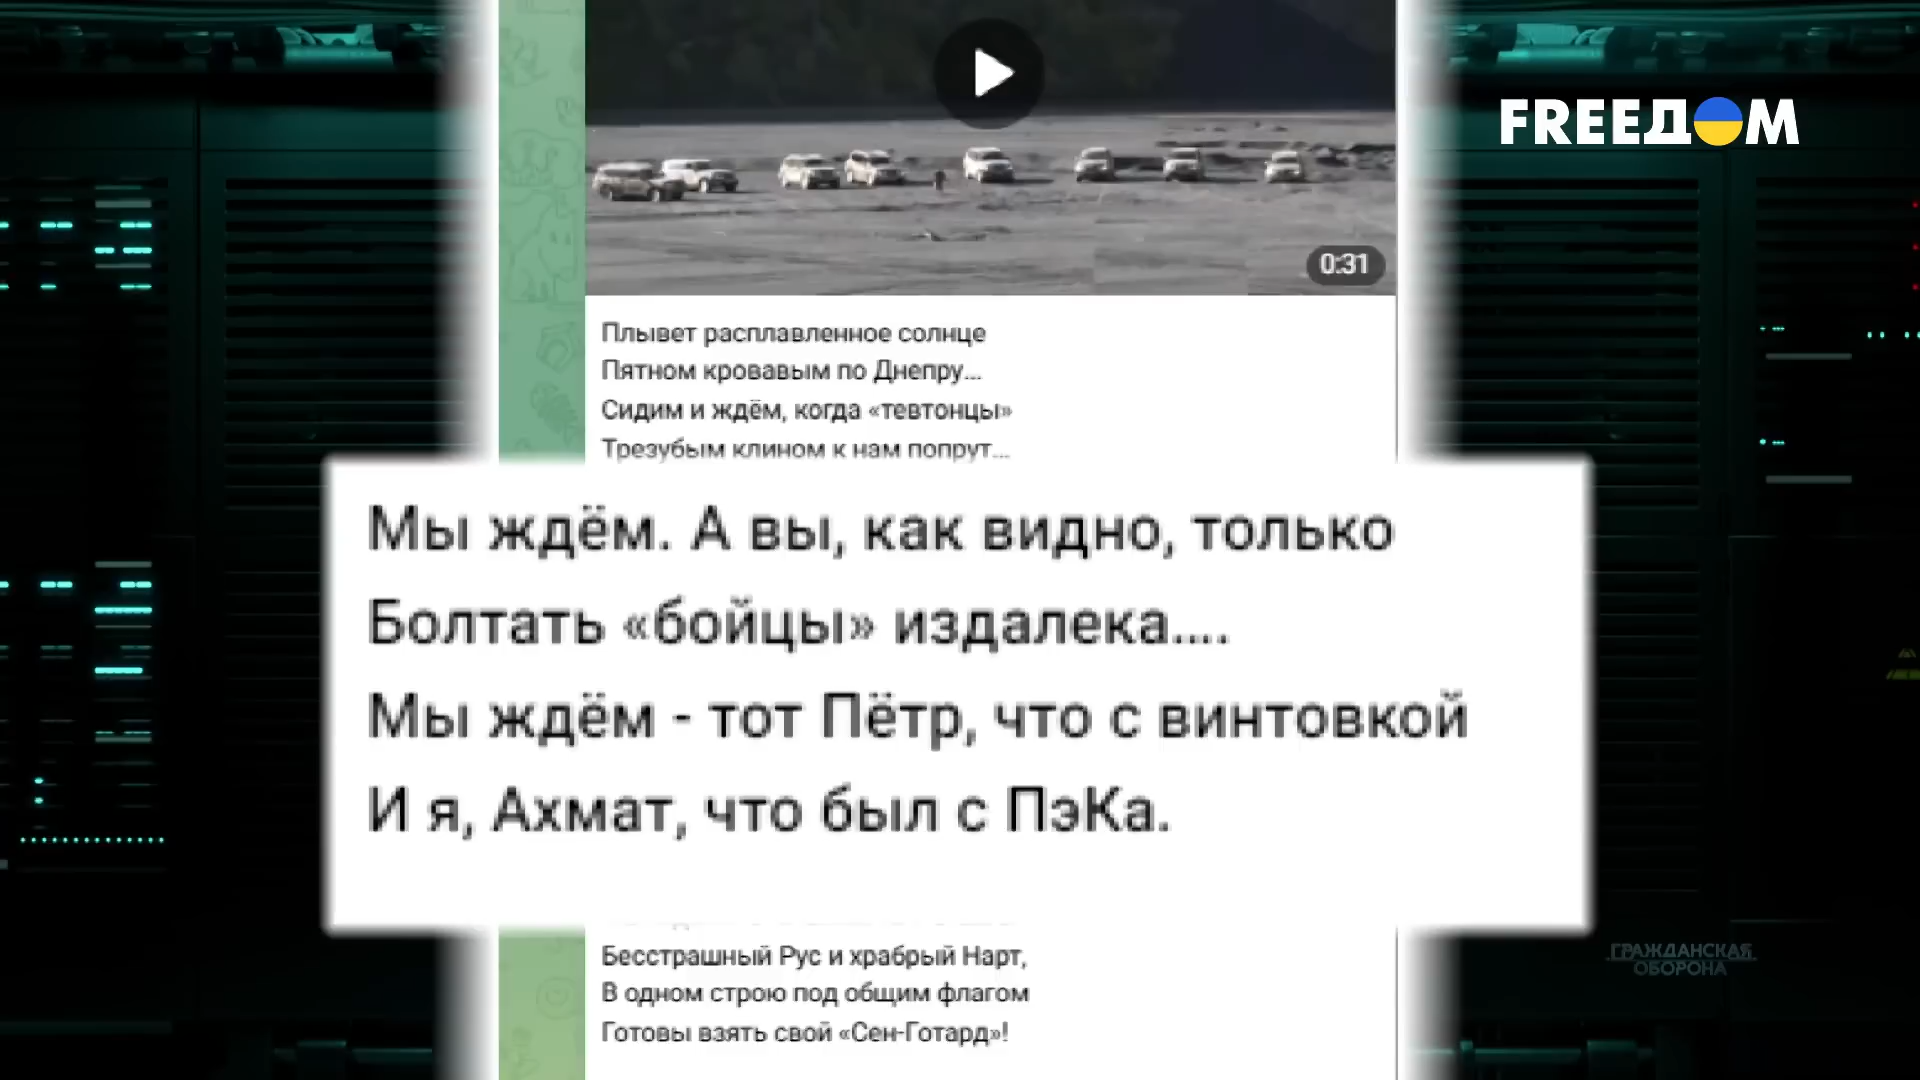 FREEДOM
0:31
Плывет расплавленное солнце
Пятном кровавым по Днепру...
Сидим и ждём, когда «тевтонцы»
Трезубым клином к нам попрут...
Мы ждём. А вы, как видно, только
Болтать «бойцы» издалека....
Мы ждём - тот Пётр, что с винтовкой
И я, Ахмат, что был с ПэКа.
Бесстрашный Рус и храбрый Нарт,
В одном строю под общим флагом
Готовы взять свой «Сен-Готард»!
ГРАЖДАНСКАЯ
ОБОРОНА